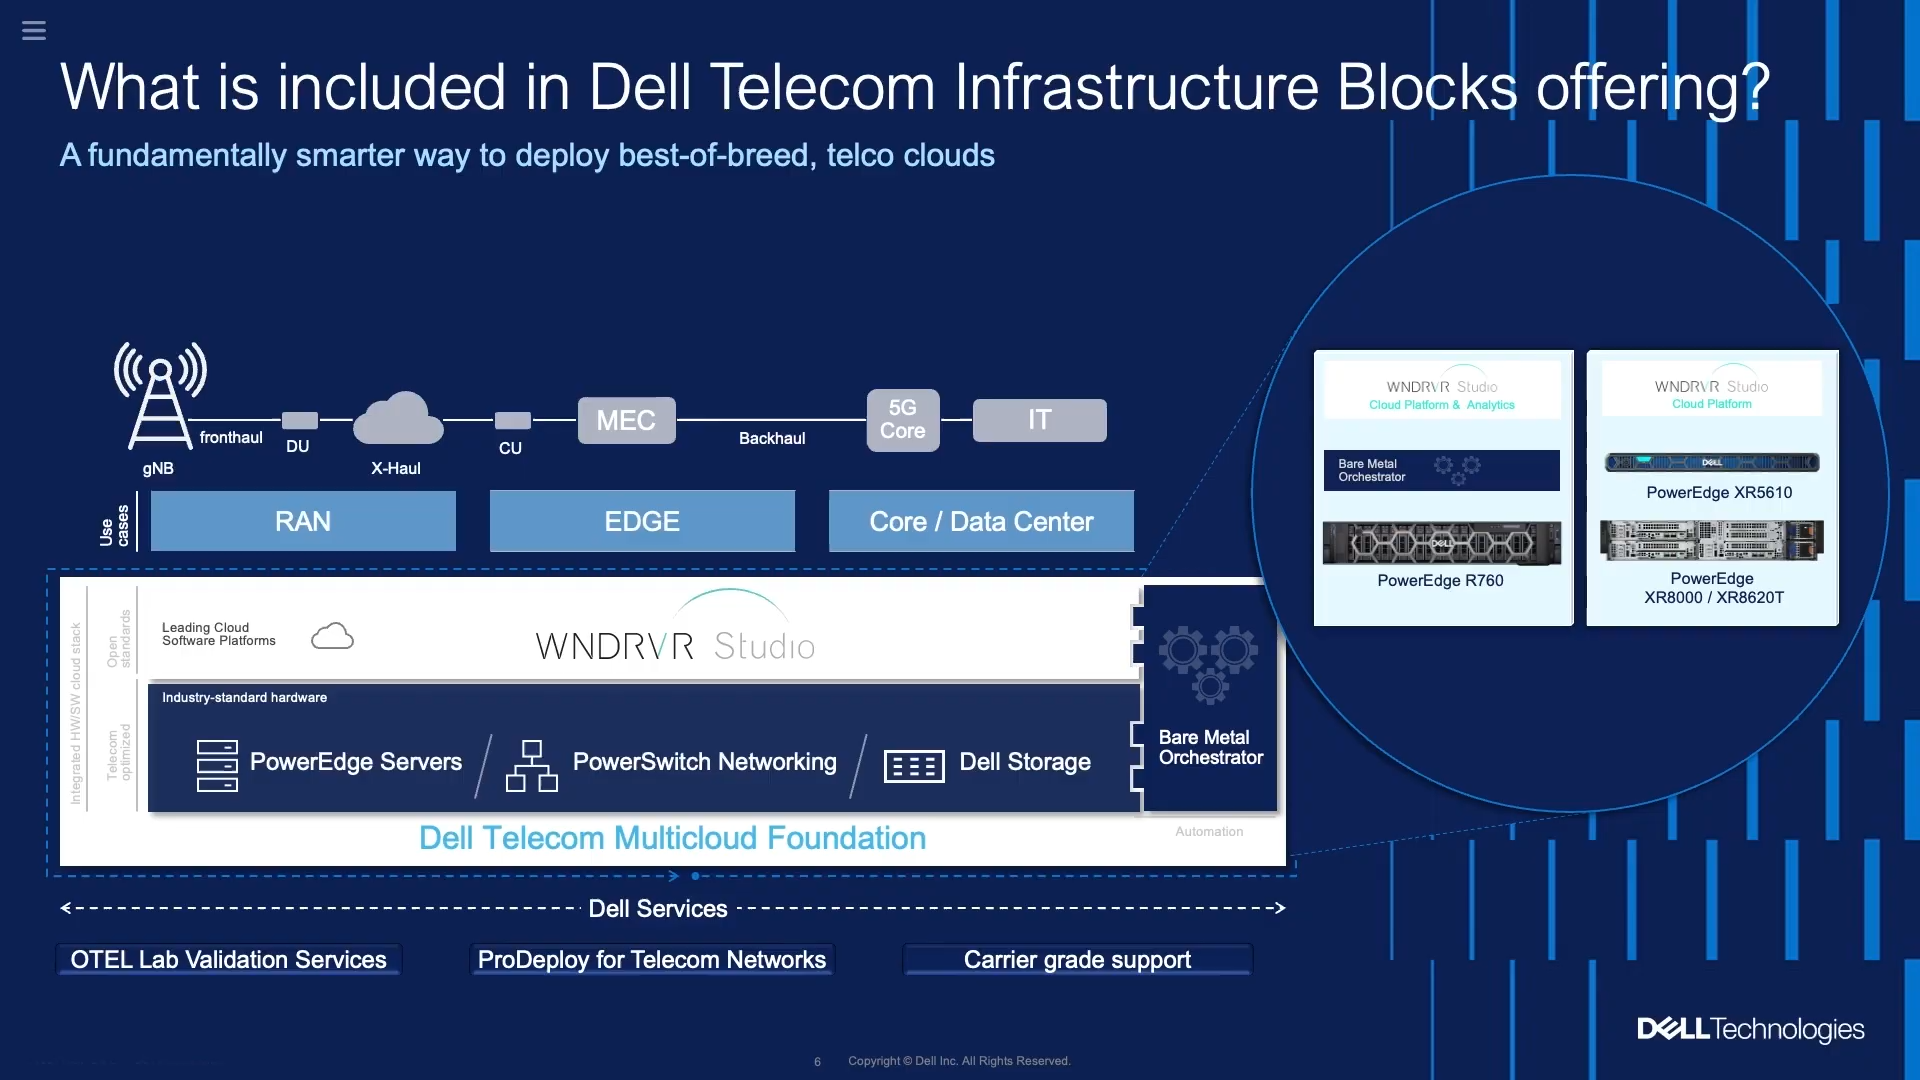 What is included in Dell Telecom Infrastructure Blocks offering?
A fundamentally smarter way to deploy best-of-breed, telco clouds
gNB
fronthaul
DU
X-Haul
CU
MEC
Backhaul
5G
Core
IT
Use
cases
RAN
EDGE
Core / Data Center
Integrated HW/SW cloud stack
Open
standards
Telecom
optimized
Leading Cloud
Software Platforms
WNDRVR Studio
Industry-standard hardware
PowerEdge Servers
PowerSwitch Networking
Dell Storage
Bare Metal
Orchestrator
Dell Telecom Multicloud Foundation
Automation
Dell Services
OTEL Lab Validation Services
ProDeploy for Telecom Networks
Carrier grade support
WNDRVR Studio
Cloud Platform & Analytics
Bare Metal
Orchestrator
DELL
PowerEdge R760
WNDRVR Studio
Cloud Platform
DELL
PowerEdge XR5610
PowerEdge
XR8000 / XR8620T
DELLTechnologies
6
Copyright © Dell Inc. All Rights Reserved.